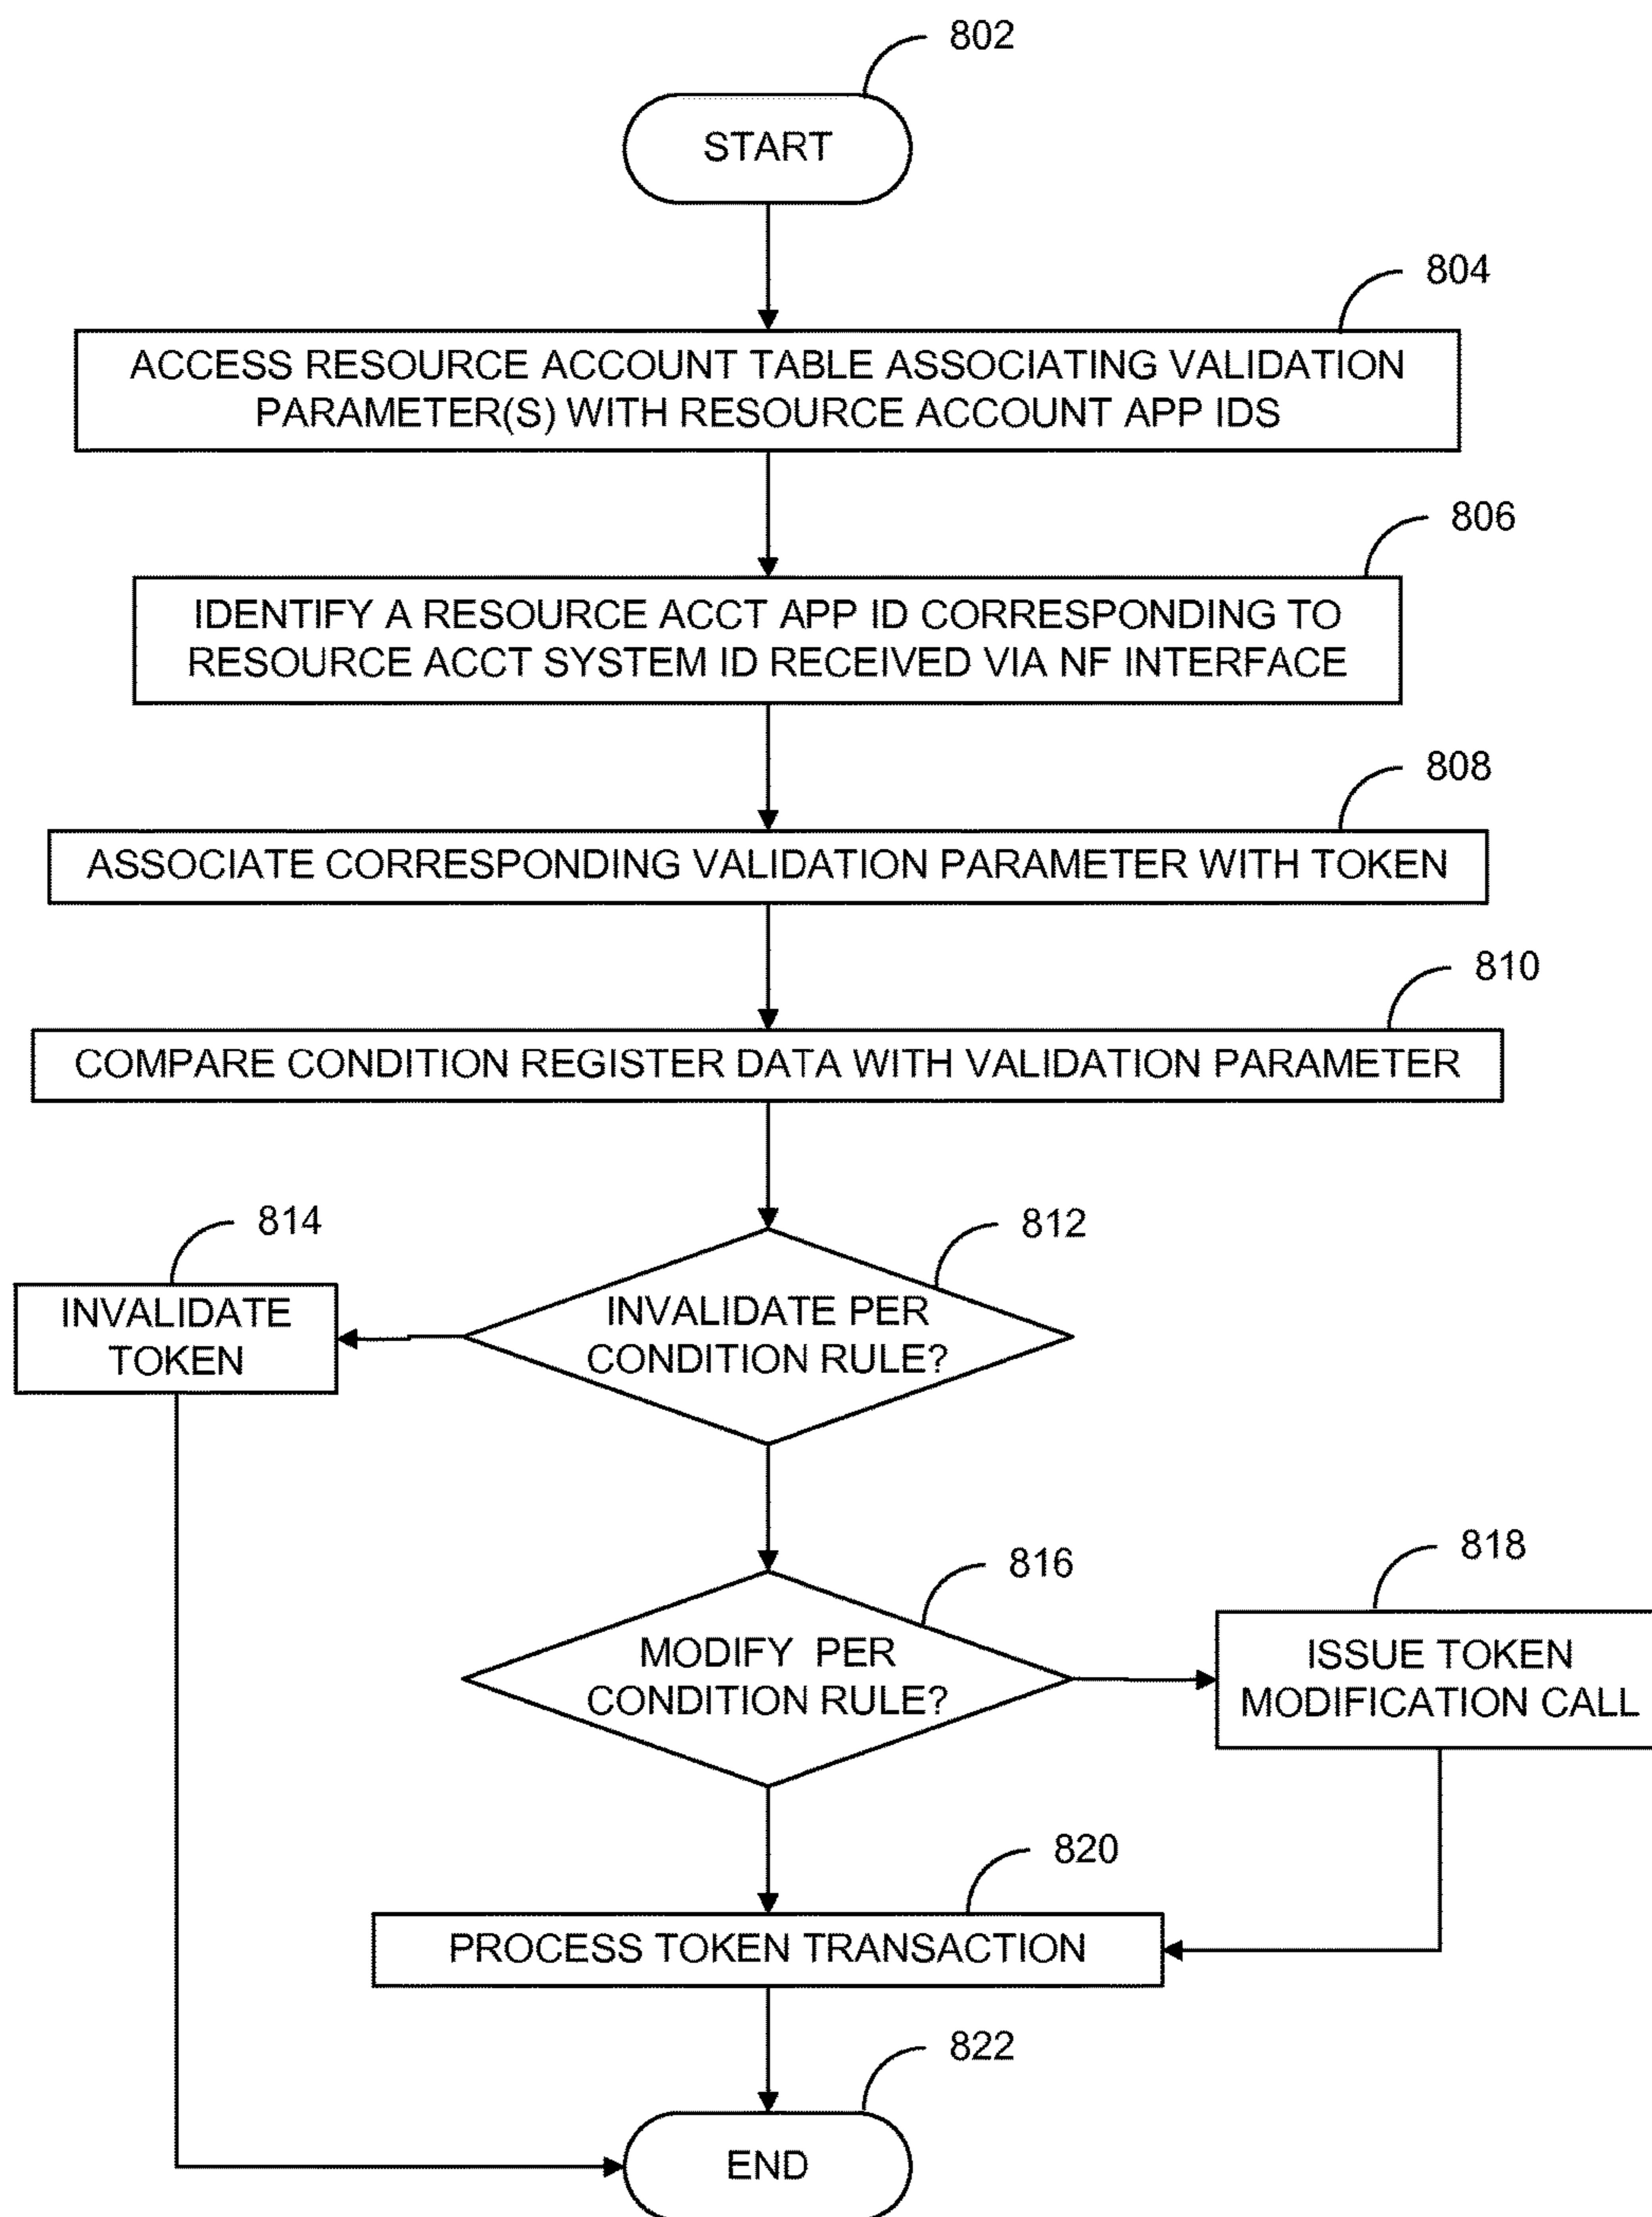 802
START
804
ACCESS RESOURCE ACCOUNT TABLE ASSOCIATING VALIDATION
PARAMETER(S) WITH RESOURCE ACCOUNT APP IDS
806
IDENTIFY A RESOURCE ACCT APP ID CORRESPONDING TO
RESOURCE ACCT SYSTEM ID RECEIVED VIA NF INTERFACE
808
ASSOCIATE CORRESPONDING VALIDATION PARAMETER WITH TOKEN
810
COMPARE CONDITION REGISTER DATA WITH VALIDATION PARAMETER
814
INVALIDATE
TOKEN
812
INVALIDATE PER
CONDITION RULE?
816
MODIFY PER
CONDITION RULE?
818
ISSUE TOKEN
MODIFICATION CALL
820
PROCESS TOKEN TRANSACTION
822
END